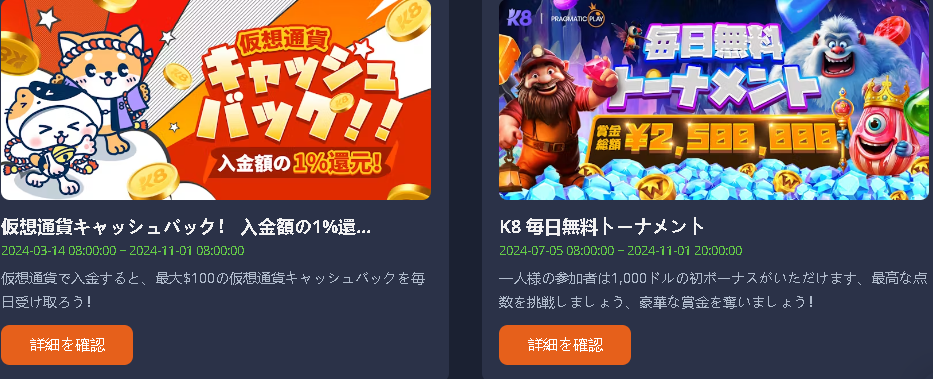 仮想通貨
キャッシュ
バック!!
入金額の1%還元!
仮想通貨キャッシュバック! 入金額の1%還...
2024-03-14 08:00:00 ~ 2024-11-01 08:00:00
仮想通貨で入金すると、最大$100の仮想通貨キャッシュバックを毎
日受け取ろう!
詳細を確認
K8 | PRAGMATIC PLAY
毎日無料
トーナメント
賞金
総額 ¥2,500,000
K8 毎日無料トーナメント
2024-07-05 08:00:00 ~ 2024-11-01 20:00:00
一人様の参加者は1,000ドルの初ボーナスがいただけます、最高な点
数を挑戦しましょう、豪華な賞金を奪いましょう!
詳細を確認